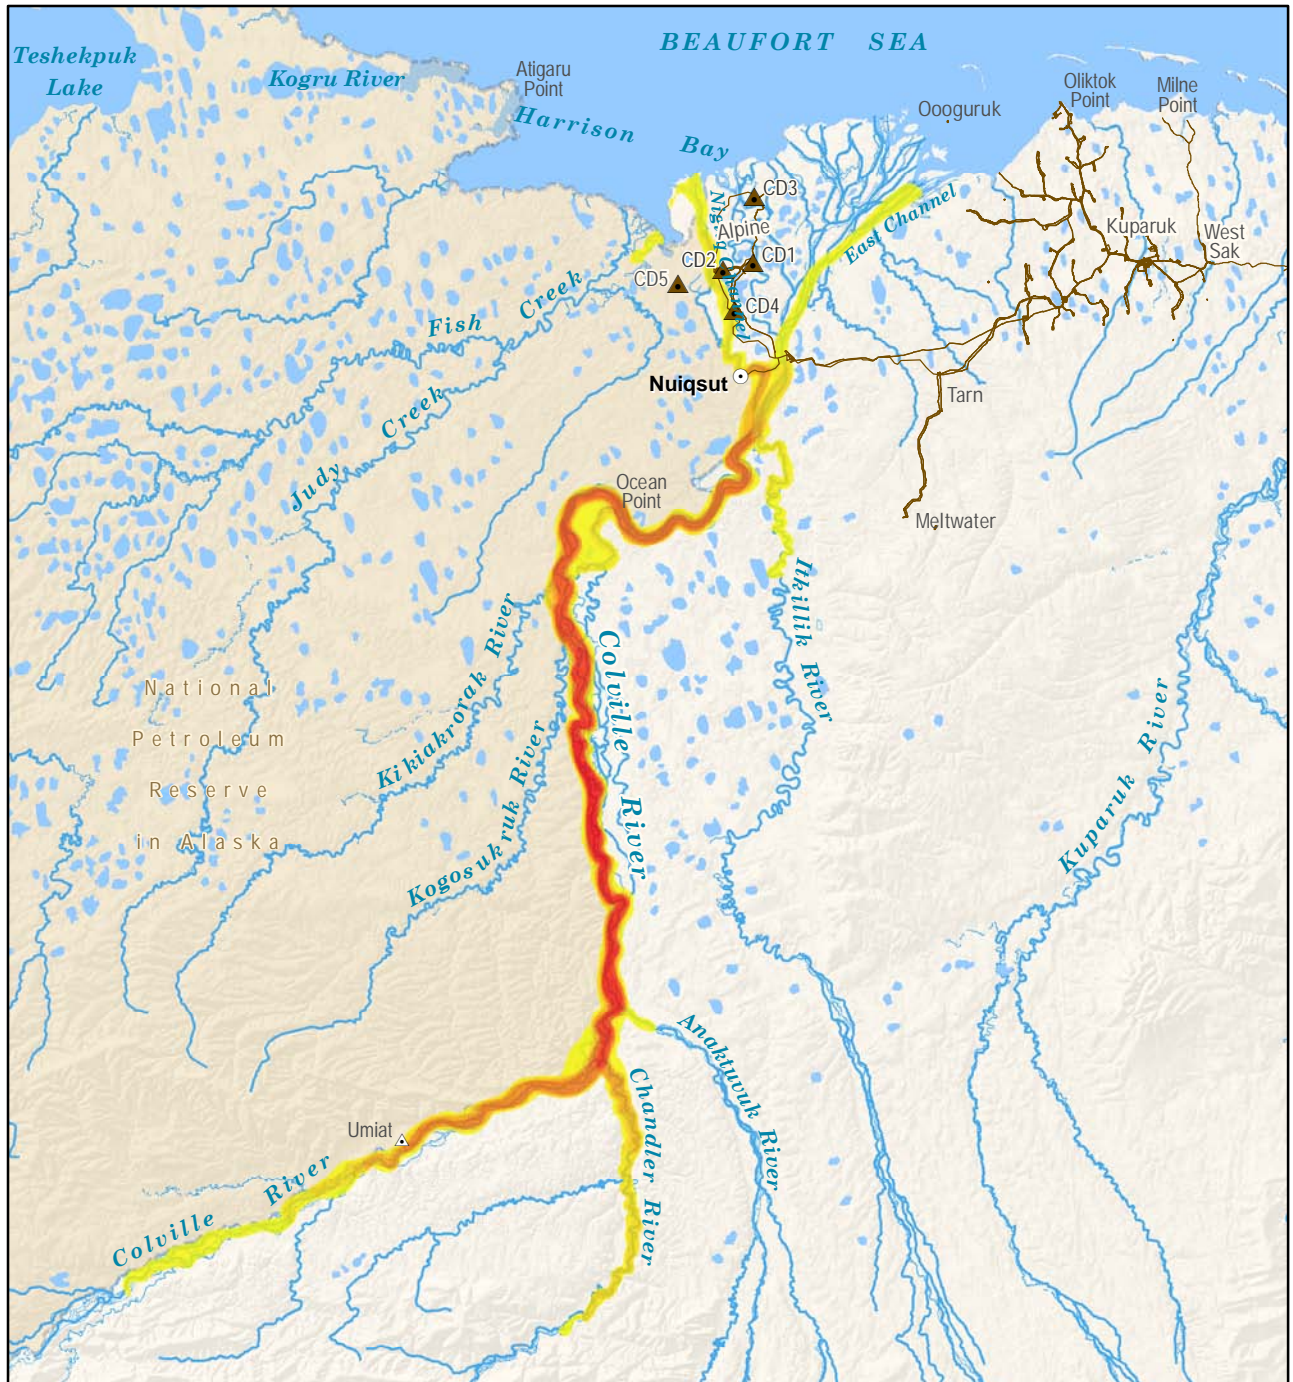 BEAUFORT SEA
Teshekpuk
Lake
Kogru River
Atigaru
Point
Harrison Bay
Oooguruk
Oliktok
Point
Milne
Point
CD3
Nigliq Channel
Alpine
East Channel
Kuparuk
West
Sak
CD2
CD1
CD5
CD4
Fish Creek
Judy Creek
Nuiqsut
Tarn
Ocean
Point
Meltwater
Itkillik River
Colville River
Kikiakrorak River
Kogosukruk River
National
Petroleum
Reserve
in Alaska
Kuparuk River
Anaktuvuk River
Chandler River
Umiat
Colville River